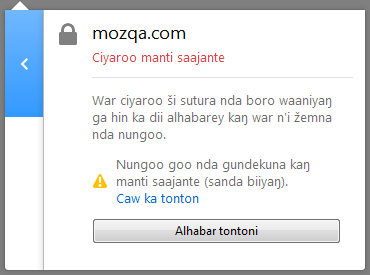 mozqa.com
Ciyaroo manti saajante
War ciyaroo ši sutura nda boro waaniyaŋ
ga hin ka dii alhabarey kaŋ war n'i žemna
nda nungoo.
Nungoo goo nda gundekuna kaŋ
manti saajante (sanda biiyaŋ).
Caw ka tonton
Alhabar tontoni